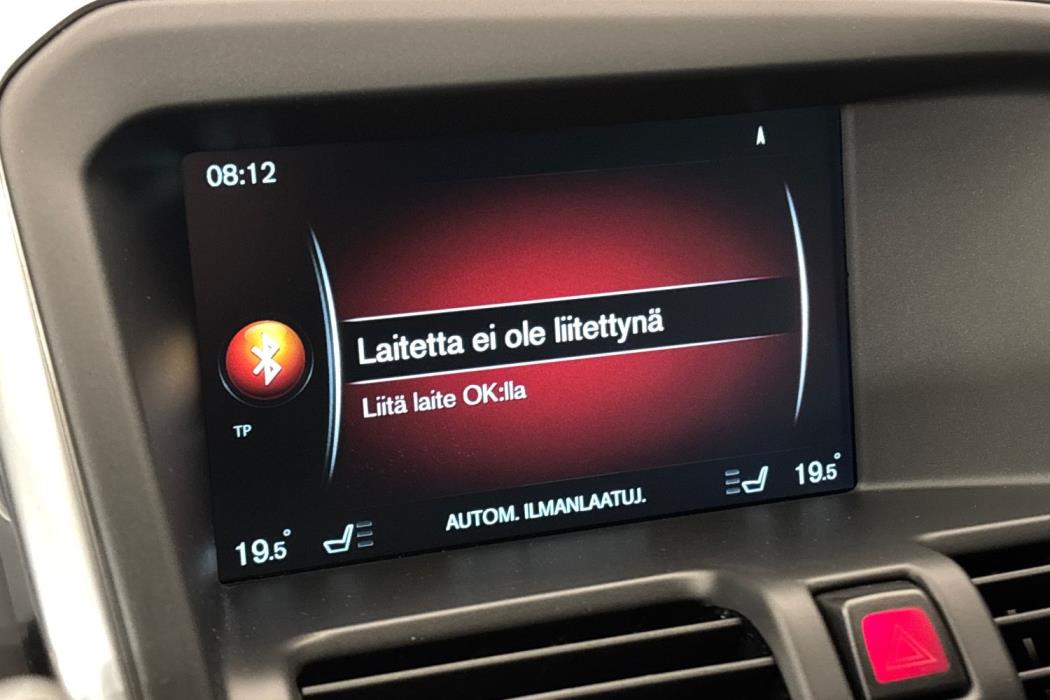 08:12
Laitetta ei ole liitettynä
Liitä laite OK:lla
TP
AUTOM. ILMANLAATUJ.
19.5°
19.5°